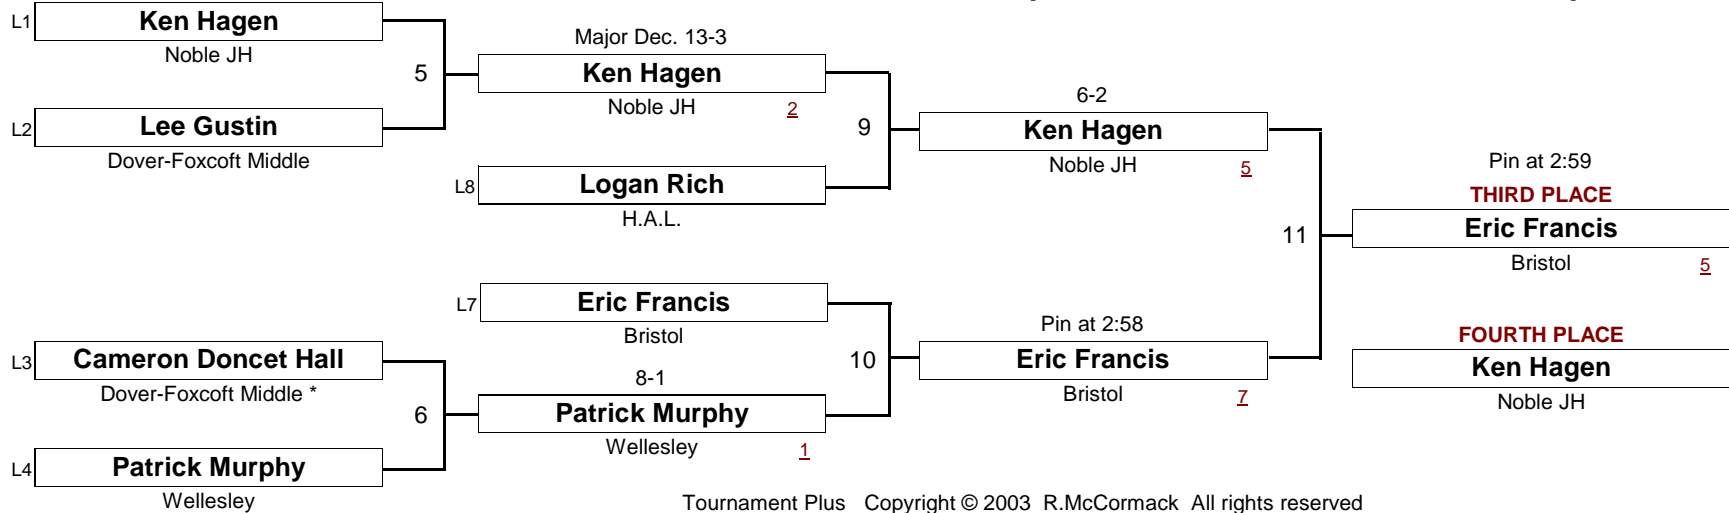 L1 Ken Hagen
Noble JH
5
L2 Lee Gustin
Dover-Foxcoft Middle
Major Dec. 13-3
Ken Hagen
Noble JH 2
9
L8 Logan Rich
H.A.L.
6-2
Ken Hagen
Noble JH 5
11
Pin at 2:59
THIRD PLACE
Eric Francis
Bristol 5
L7 Eric Francis
Bristol
10
Pin at 2:58
Eric Francis
Bristol 7
FOURTH PLACE
Ken Hagen
Noble JH
L3 Cameron Doncet Hall
Dover-Foxcoft Middle *
6
8-1
Patrick Murphy
Wellesley 1
L4 Patrick Murphy
Wellesley
Tournament Plus Copyright © 2003 R.McCormack All rights reserved